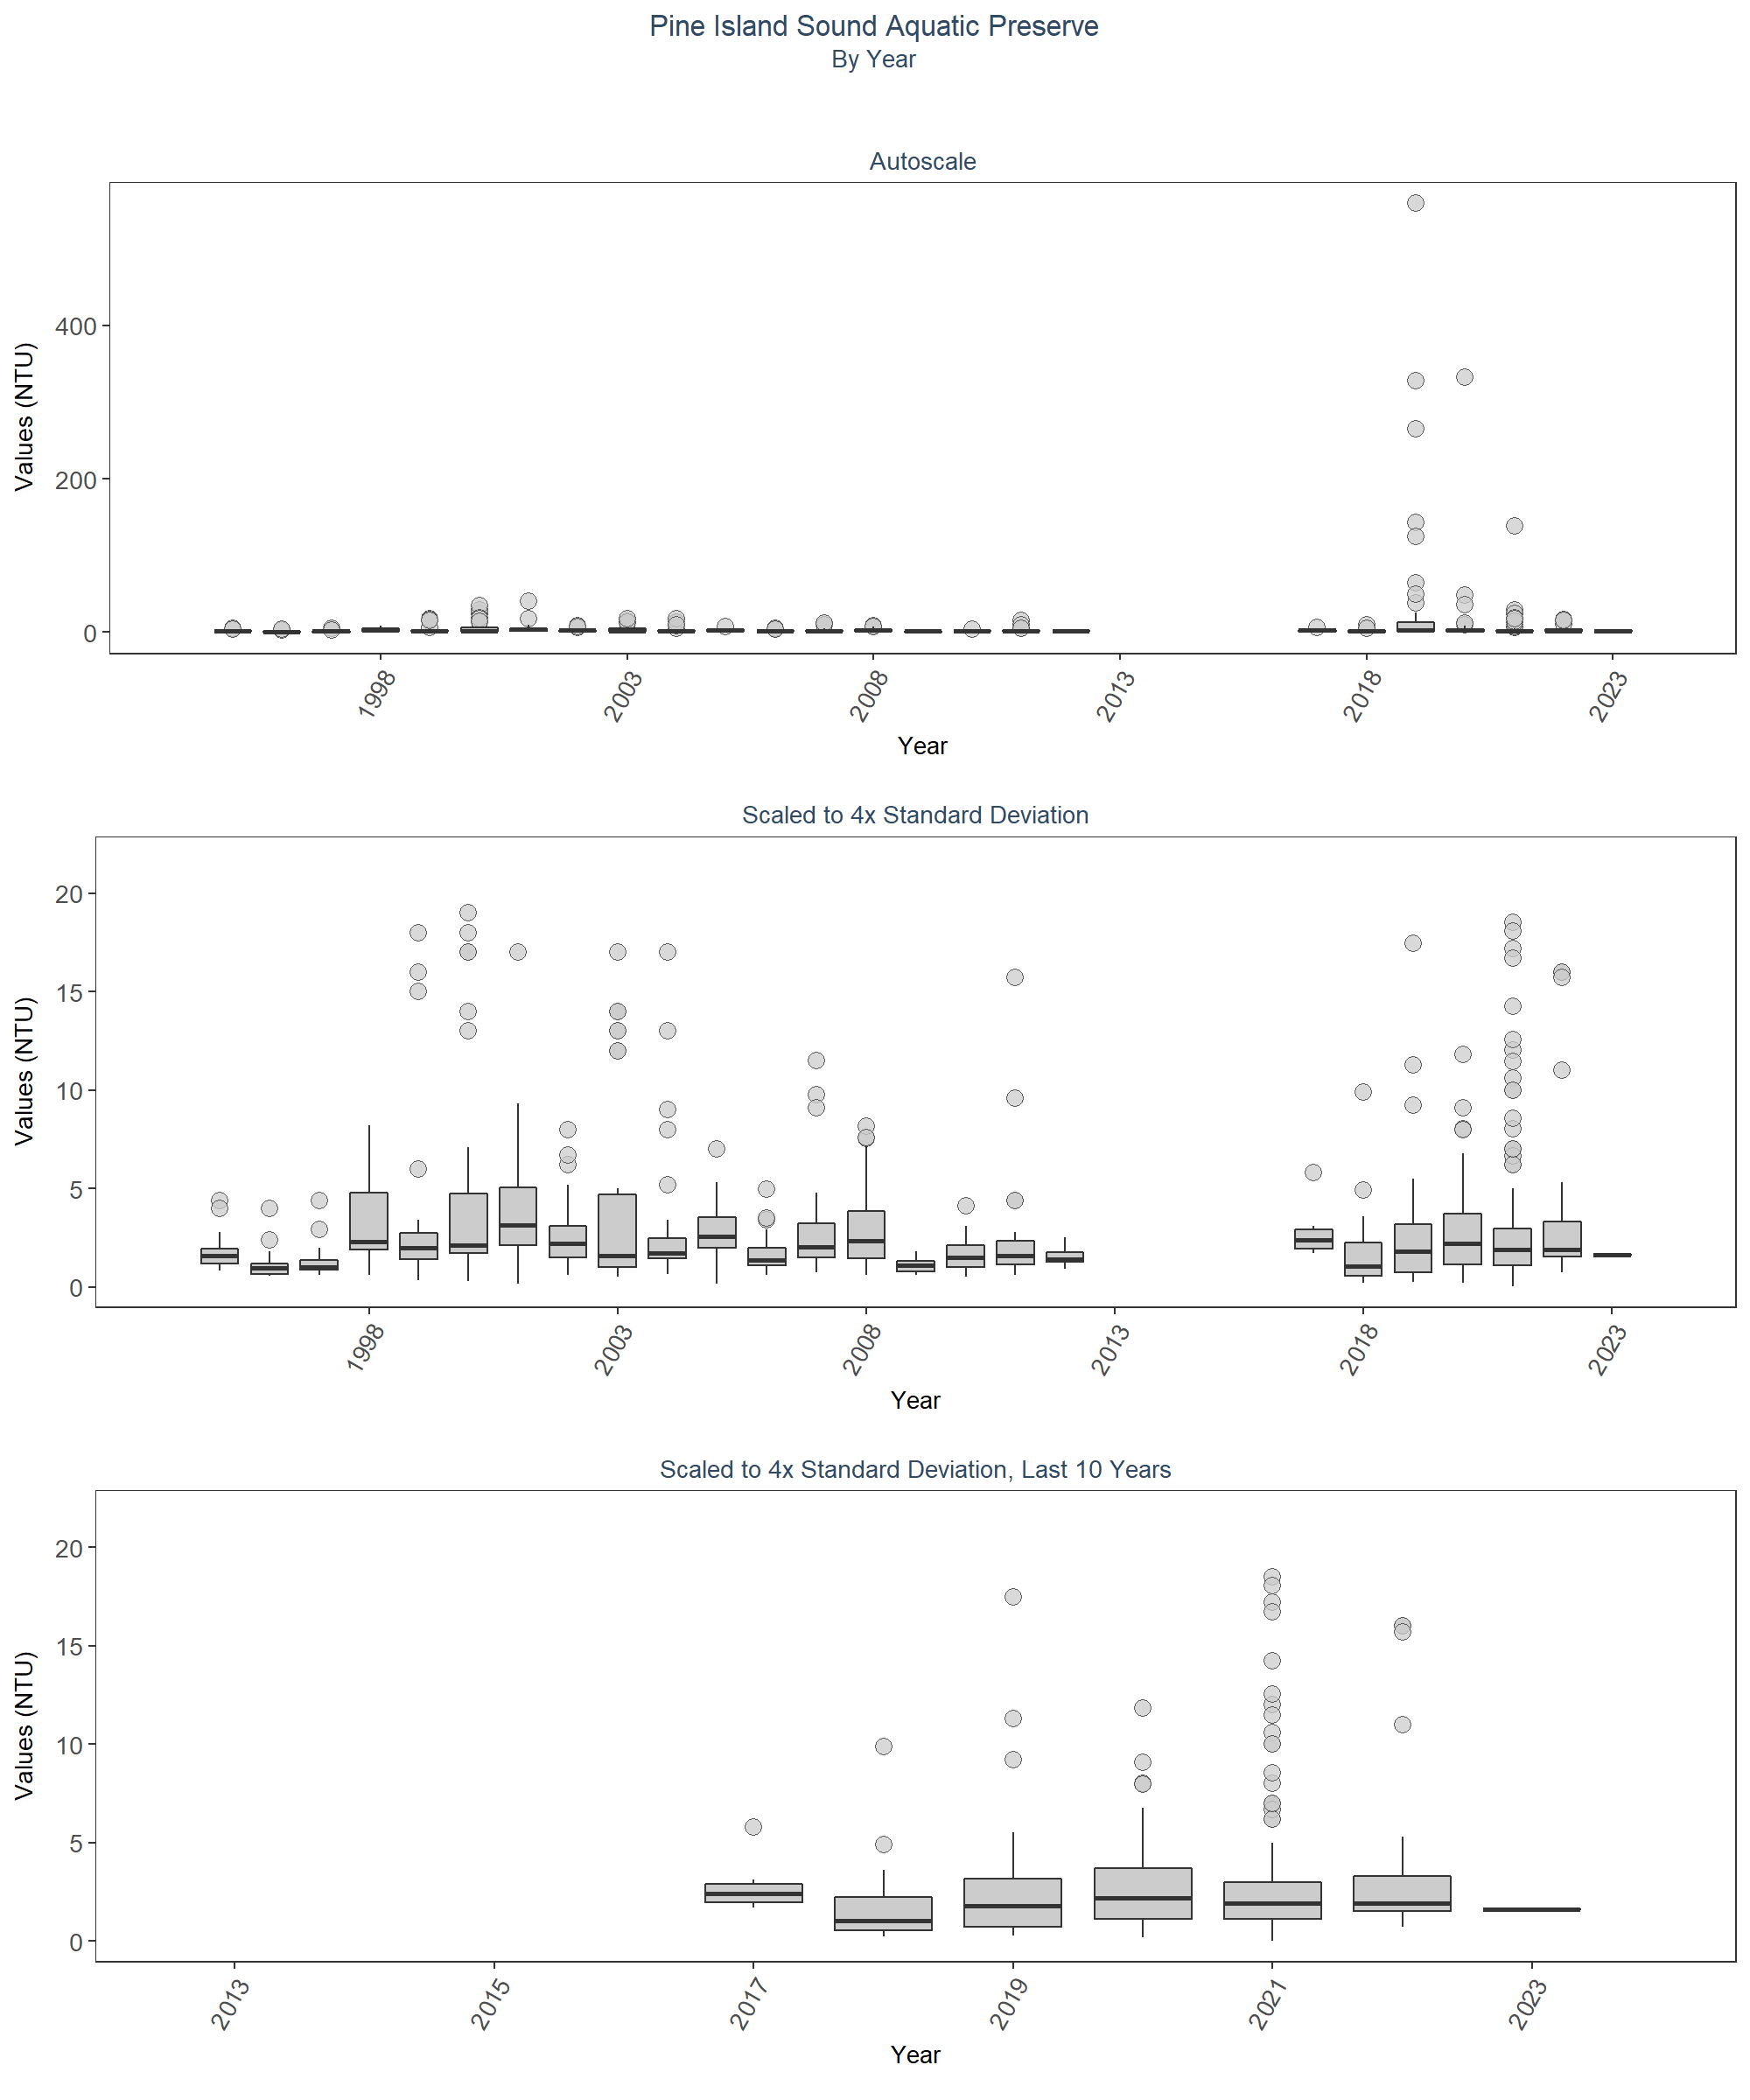 Pine Island Sound Aquatic Preserve
By Year
Autoscale
Values (NTU)
400
200
0
1998 2003 2008 2013 2018 2023
Year
Scaled to 4x Standard Deviation
Values (NTU)
20
15
10
5
0
1998 2003 2008 2013 2018 2023
Year
Scaled to 4x Standard Deviation, Last 10 Years
Values (NTU)
20
15
10
5
0
2013 2015 2017 2019 2021 2023
Year